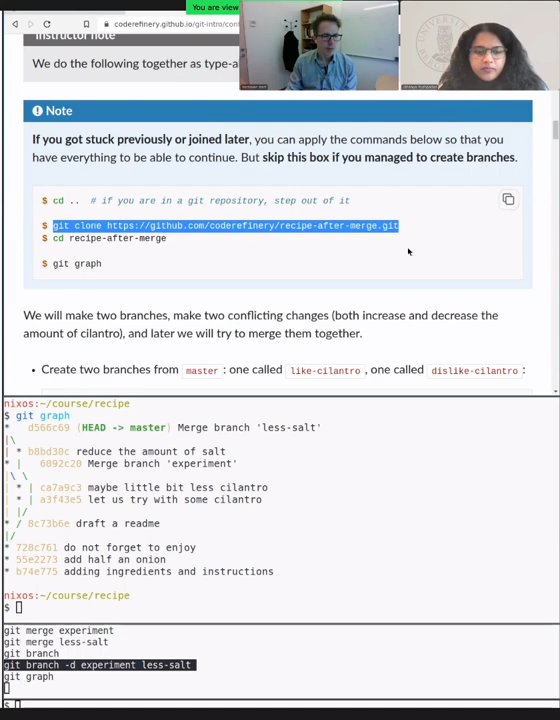 You are view
coderefinery.github.io/git-intro/con
Instructor note
We do the following together as type-a
Note
If you got stuck previously or joined later, you can apply the commands below so that you
have everything to be able to continue. But skip this box if you managed to create branches.
$ cd ..  # if you are in a git repository, step out of it
$ git clone https://github.com/coderefinery/recipe-after-merge.git
$ cd recipe-after-merge
$ git graph
We will make two branches, make two conflicting changes (both increase and decrease the
amount of cilantro), and later we will try to merge them together.
• Create two branches from master : one called like-cilantro , one called dislike-cilantro :
nixos:~/course/recipe
$ git graph
*   d566c69 (HEAD -> master) Merge branch 'less-salt'
|\
| * b8bd30c reduce the amount of salt
* |   6092c20 Merge branch 'experiment'
|\ \
| * | ca7a9c3 maybe little bit less cilantro
| * | a3f43e5 let us try with some cilantro
| |/
* / 8c73b6e draft a readme
|/
* 728c761 do not forget to enjoy
* 55e2273 add half an onion
* b74e775 adding ingredients and instructions
nixos:~/course/recipe
$
git merge experiment
git merge less-salt
git branch
git branch -d experiment less-salt
git graph
$